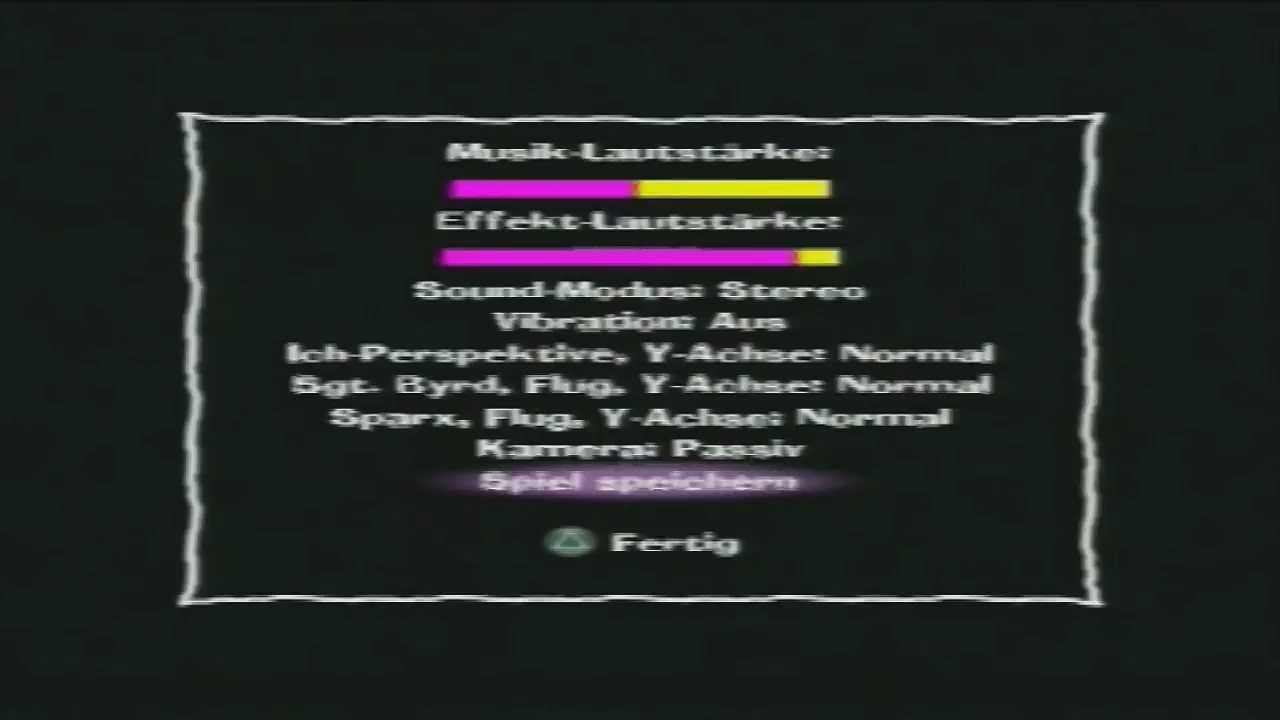 Musik-Lautstärke:
Effekt-Lautstärke:
Sound-Modus: Stereo
Vibration: Aus
Ich-Perspektive, Y-Achse: Normal
Sgt. Byrd, Flug, Y-Achse: Normal
Sparx, Flug, Y-Achse: Normal
Kamera: Passiv
Spiel speichern
Fertig